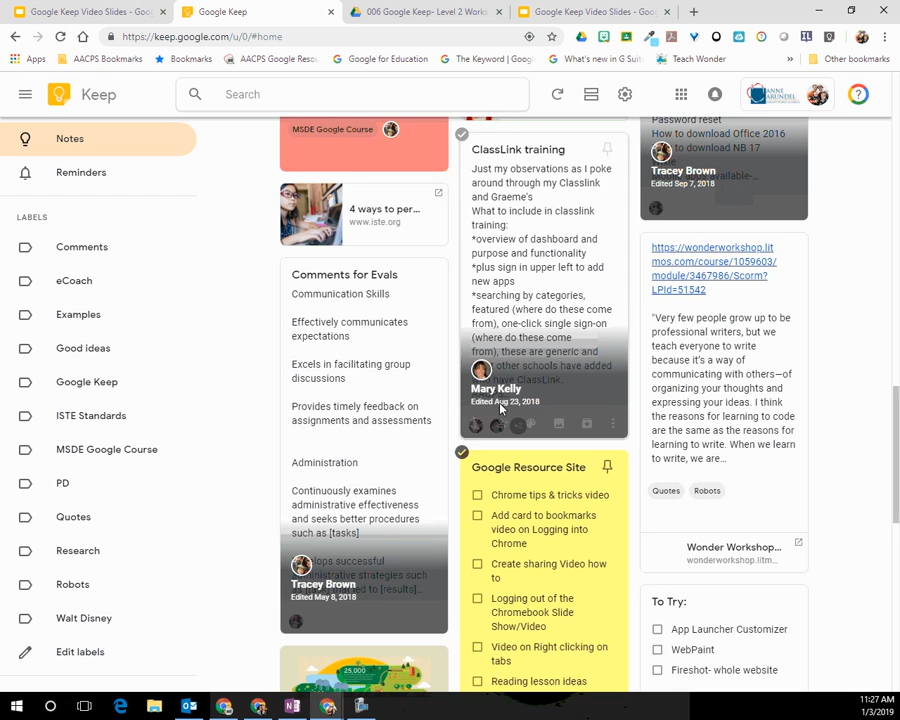 Google Keep Video Slides - Goo
Google Keep
006 Google Keep- Level 2 Works
Google Keep Video Slides - Goo
https://keep.google.com/u/0/#home
Apps
AACPS Bookmarks
Bookmarks
AACPS Google Reso
Google for Education
The Keyword | Goog
What's new in G Suit
Teach Wonder
Other bookmarks
Keep
Search
ANNE
ARUNDEL
Notes
Reminders
LABELS
Comments
eCoach
Examples
Good ideas
Google Keep
ISTE Standards
MSDE Google Course
PD
Quotes
Research
Robots
Walt Disney
Edit labels
MSDE Google Course
4 ways to per...
www.iste.org
Comments for Evals
Communication Skills
Effectively communicates
expectations
Excels in facilitating group
discussions
Provides timely feedback on
assignments and assessments
Administration
Continuously examines
administrative effectiveness
and seeks better procedures
such as [tasks]
successful
administrative strategies such
Tracey Brown
Edited May 8, 2018
25,000
ClassLink training
Just my observations as I poke
around through my Classlink
and Graeme's
What to include in classlink
training:
*overview of dashboard and
purpose and functionality
*plus sign in upper left to add
new apps
*searching by categories,
featured (where do these come
from), one-click single sign-on
(where do these come
from), these are generic and
other schools have added
have ClassLink.
Mary Kelly
Edited Aug 23, 2018
Google Resource Site
Chrome tips & tricks video
Add card to bookmarks
video on Logging into
Chrome
Create sharing Video how
to
Logging out of the
Chromebook Slide
Show/Video
Video on Right clicking on
tabs
Reading lesson ideas
Password reset
How to download Office 2016
How to download NB 17
Tracey Brown
Edited Sep 7, 2018
https://wonderworkshop.lit
mos.com/course/1059603/
module/3467986/Scorm?
LPId=51542
"Very few people grow up to be
professional writers, but we
teach everyone to write
because it's a way of
communicating with others—of
organizing your thoughts and
expressing your ideas. I think
the reasons for learning to code
are the same as the reasons for
learning to write. When we learn
to write, we are...
Quotes
Robots
Wonder Workshop...
wonderworkshop.litm...
To Try:
App Launcher Customizer
WebPaint
Fireshot- whole website
11:27 AM
1/3/2019